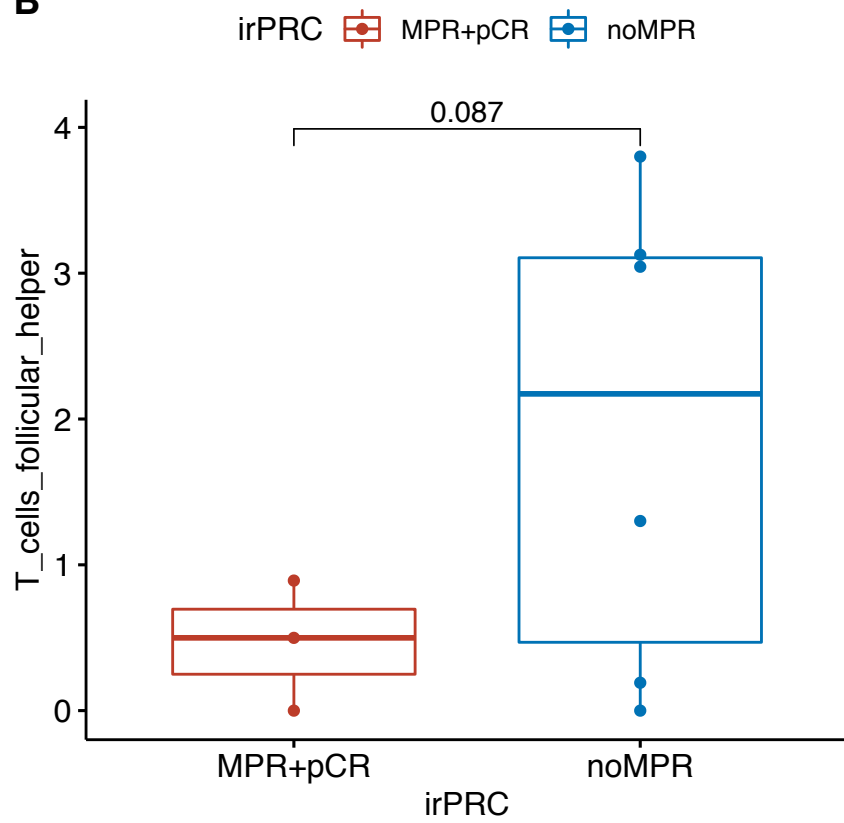 B
irPRC MPR+pCR noMPR
0.087
4
3
2
1
0
T_cells_follicular_helper
MPR+pCR noMPR
irPRC